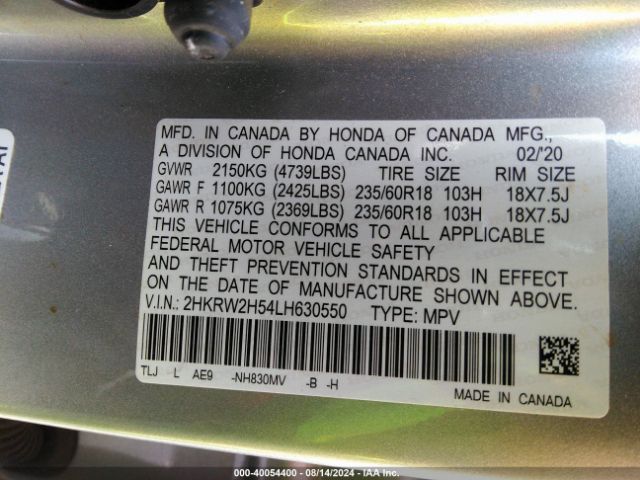 MFD. IN CANADA BY HONDA OF CANADA MFG.,
A DIVISION OF HONDA CANADA INC. 02/'20
GVWR 2150KG (4739LBS) TIRE SIZE RIM SIZE
GAWR F 1100KG (2425LBS) 235/60R18 103H 18X7.5J
GAWR R 1075KG (2369LBS) 235/60R18 103H 18X7.5J
THIS VEHICLE CONFORMS TO ALL APPLICABLE
FEDERAL MOTOR VEHICLE SAFETY
AND THEFT PREVENTION STANDARDS IN EFFECT
ON THE DATE OF MANUFACTURE SHOWN ABOVE.
V.I.N.: 2HKRW2H54LH630550 TYPE: MPV
TLJ L AE9 -NH830MV -B -H
MADE IN CANADA
000-40054400 - 08/14/2024 - IAA Inc.